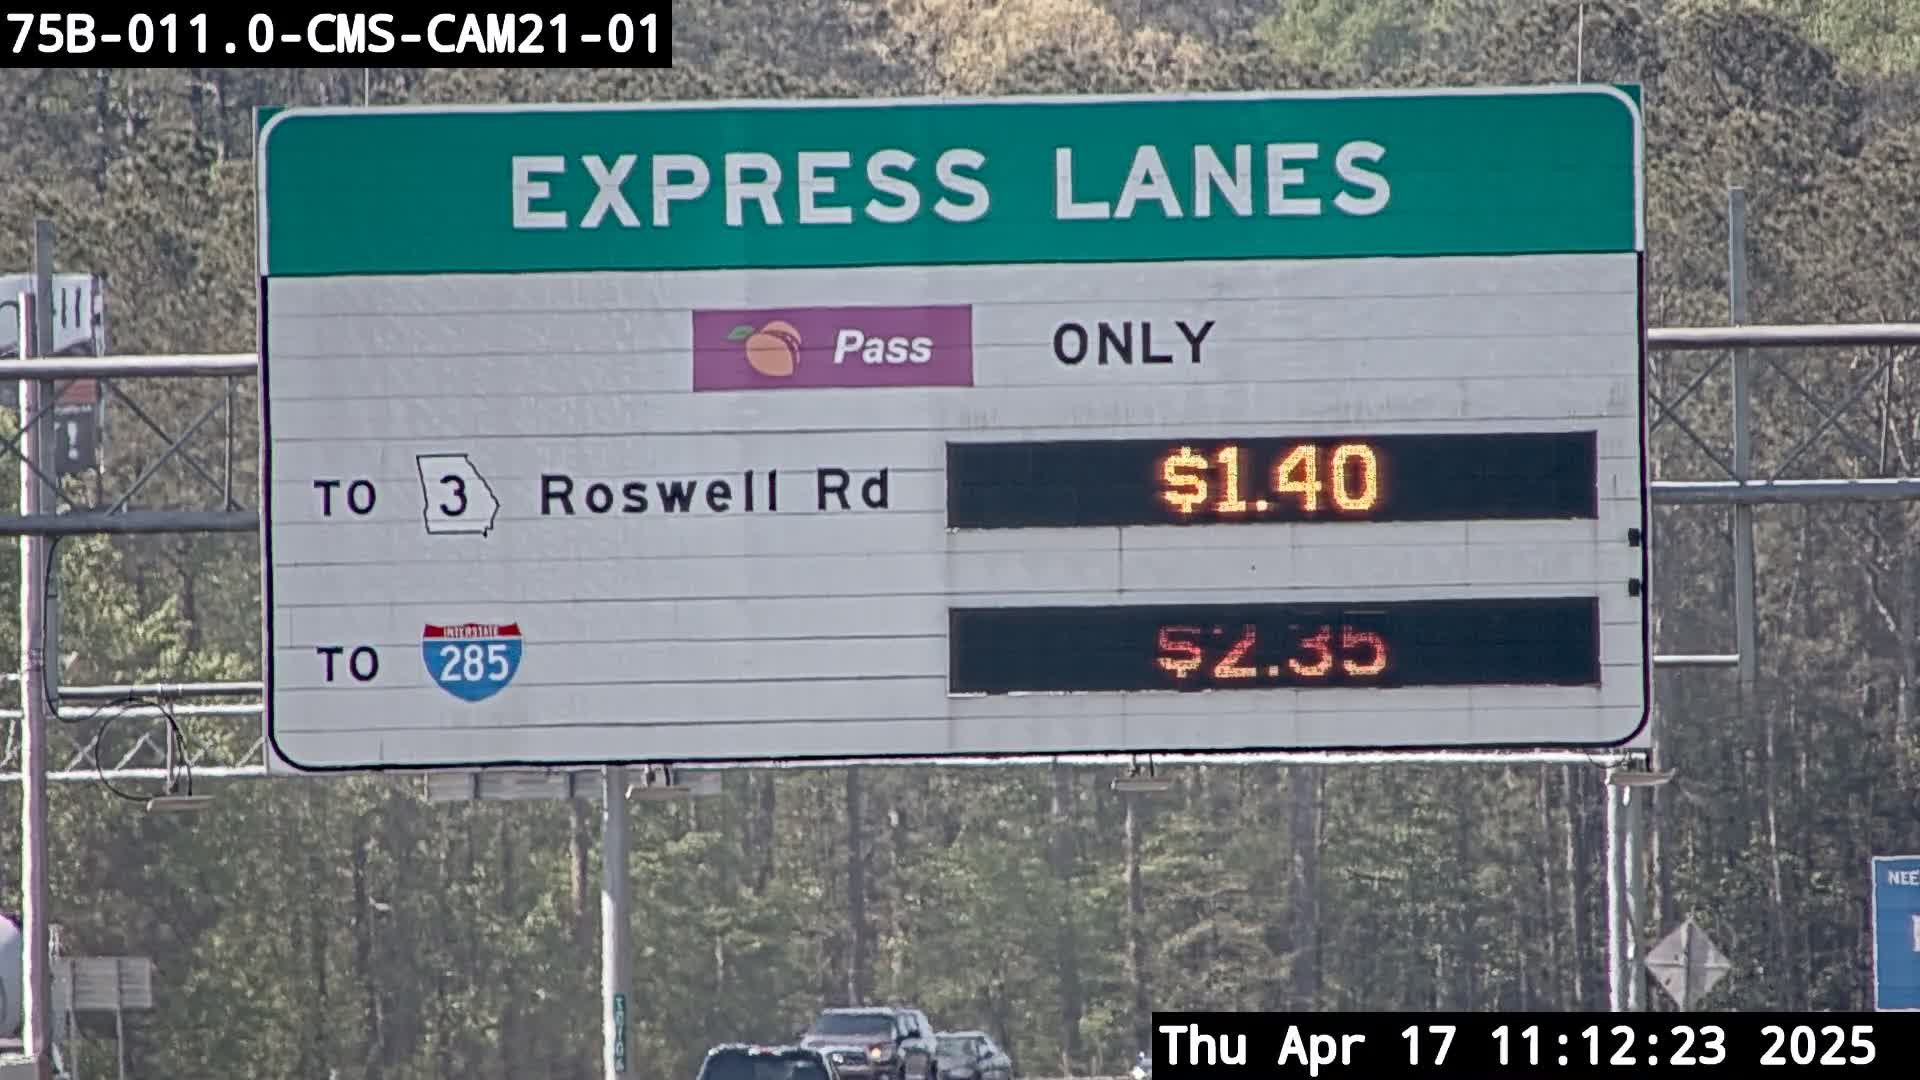 75B-011.0-CMS-CAM21-01
EXPRESS LANES
Pass ONLY
TO 3 Roswell Rd $1.40
TO INTERSTATE 285 $2.35
NEE
Thu Apr 17 11:12:23 2025